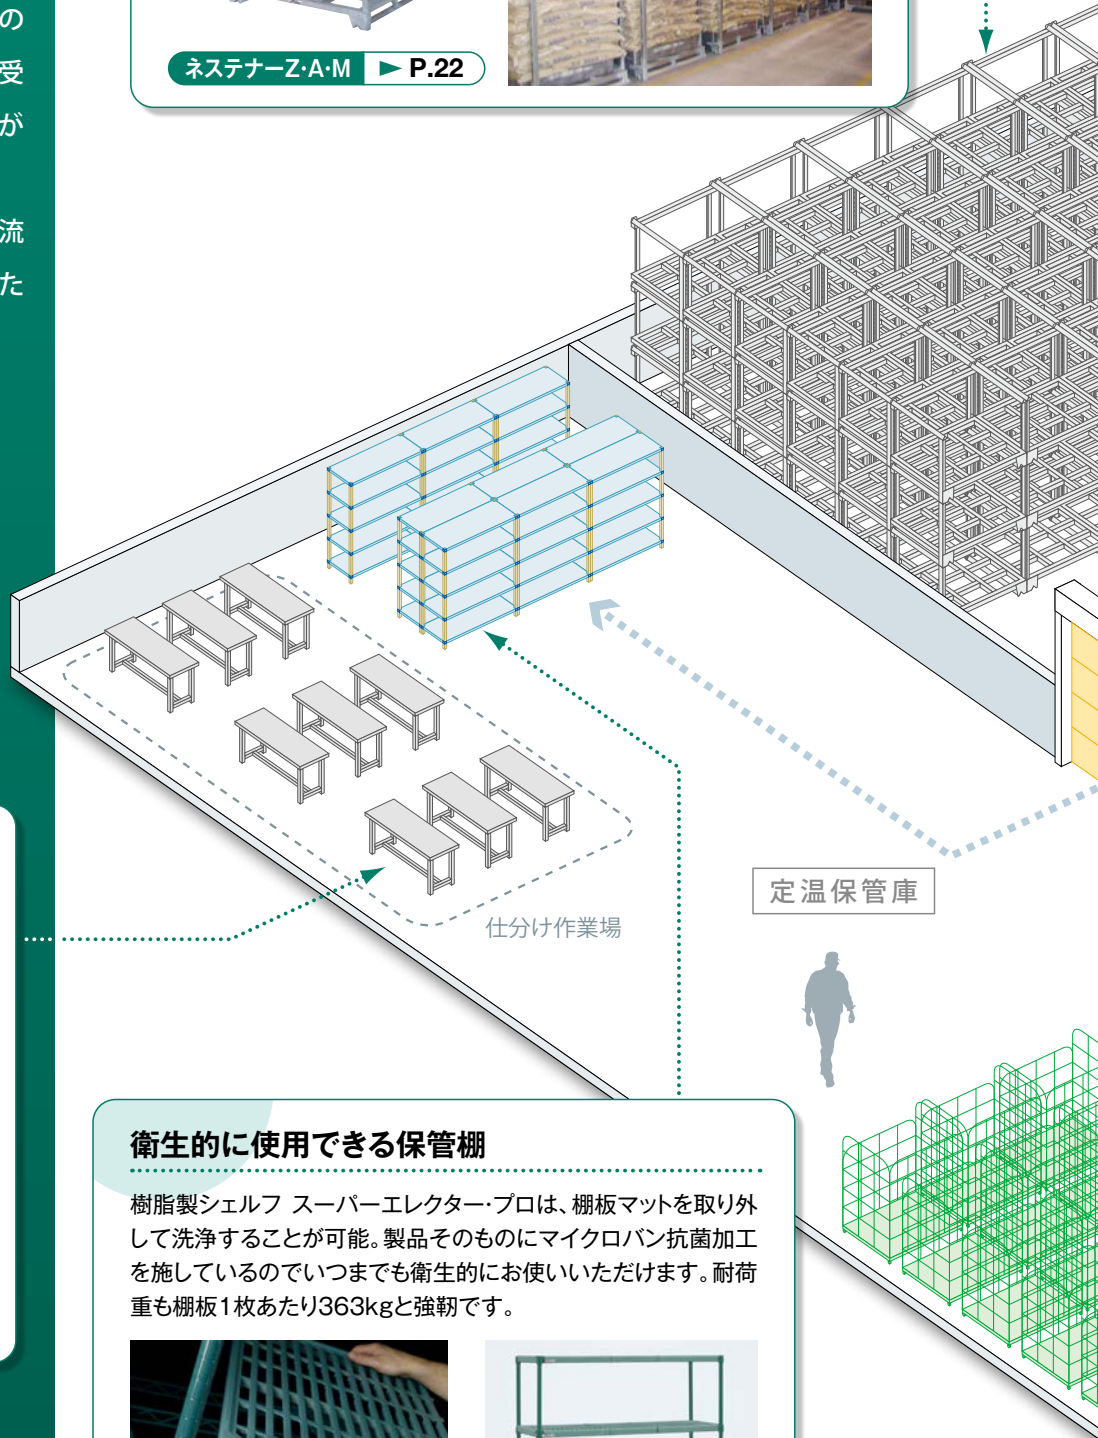 の
受
が
流
た
ネステナーZ・A・M ► P.22
定温保管庫
仕分け作業場
衛生的に使用できる保管棚
樹脂製シェルフ スーパーエレクター・プロは、棚板マットを取り外
して洗浄することが可能。製品そのものにマイクロバン抗菌加工
を施しているのでいつまでも衛生的にお使いいただけます。耐荷
重も棚板1枚あたり363kgと強靭です。